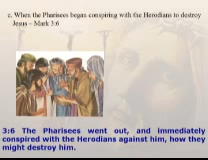 c. When the Pharisees began conspiring with the Herodians to destroy
Jesus – Mark 3:6
3:6 The Pharisees went out, and immediately
conspired with the Herodians against him, how they
might destroy him.